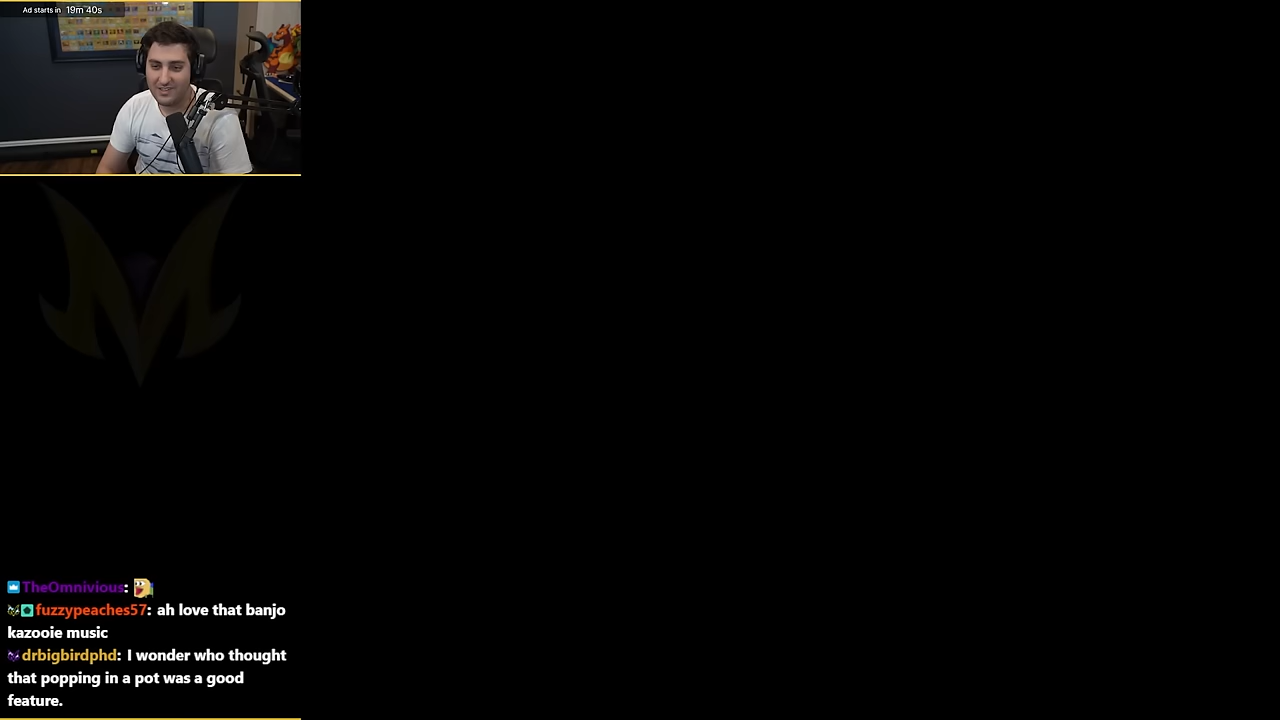 Ad starts in 19m 40s
TheOmnivious:
fuzzypeaches57: ah love that banjo
kazooie music
drbigbirdphd: I wonder who thought
that popping in a pot was a good
feature.